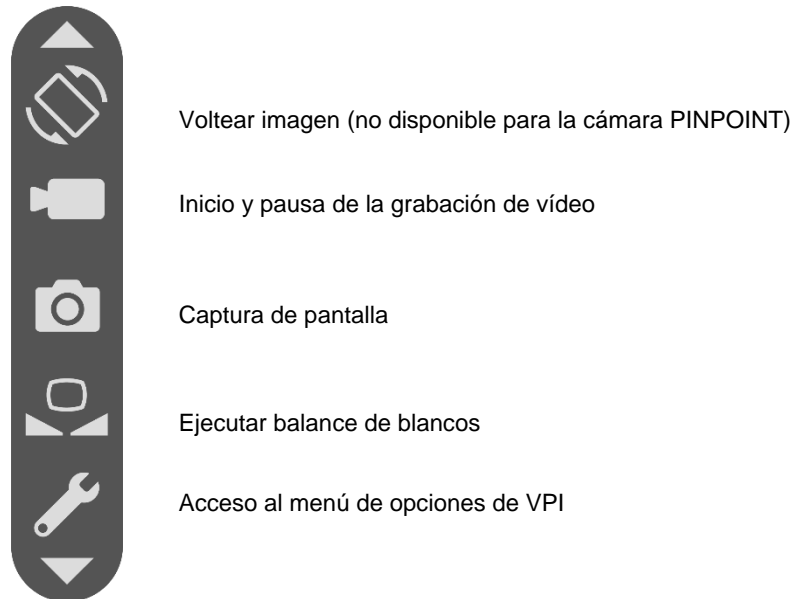 Voltear imagen (no disponible para la cámara PINPOINT)
Inicio y pausa de la grabación de vídeo
Captura de pantalla
Ejecutar balance de blancos
Acceso al menú de opciones de VPI